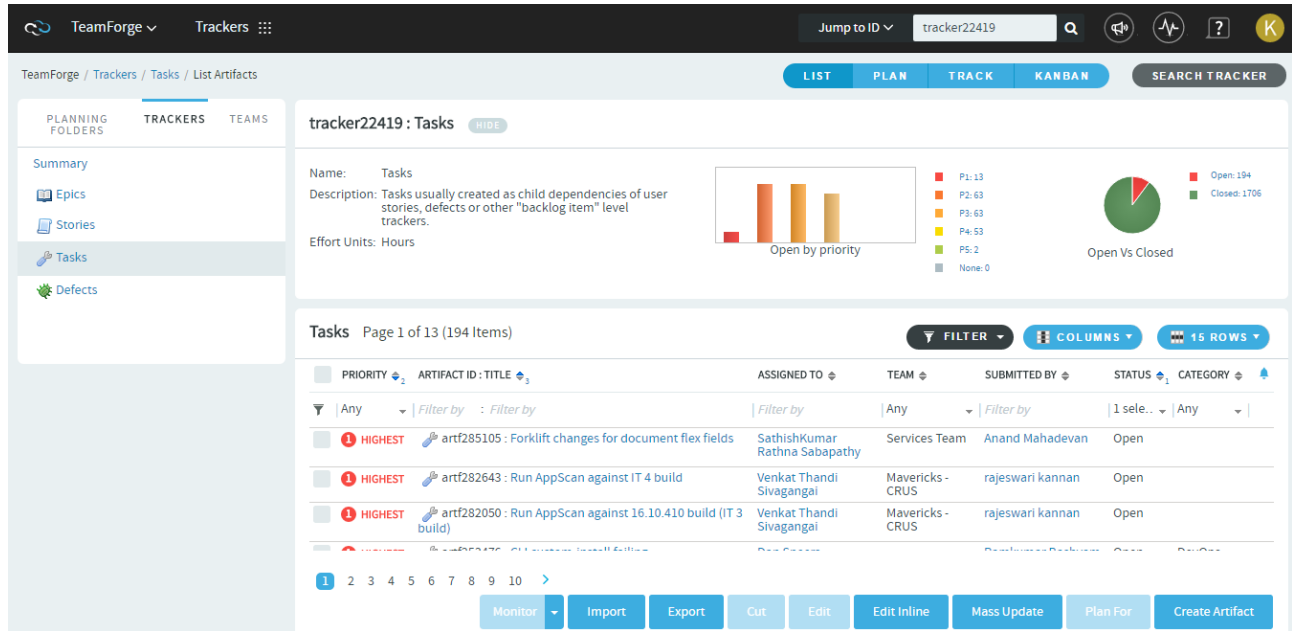 TeamForge Trackers Jump to ID tracker22419 ? K
TeamForge / Trackers / Tasks / List Artifacts LIST PLAN TRACK KANBAN SEARCH TRACKER
PLANNING FOLDERS TRACKERS TEAMS
Summary
Epics
Stories
Tasks
Defects
tracker22419 : Tasks HIDE
Name: Tasks
Description: Tasks usually created as child dependencies of user
stories, defects or other "backlog item" level
trackers.
Effort Units: Hours
Open by priority
P1: 13
P2: 63
P3: 63
P4: 53
P5: 2
None: 0
Open Vs Closed
Open: 194
Closed: 1706
Tasks Page 1 of 13 (194 Items) FILTER COLUMNS 15 ROWS
PRIORITY 2 ARTIFACT ID : TITLE 3 ASSIGNED TO TEAM SUBMITTED BY STATUS 1 CATEGORY
Any Filter by : Filter by Filter by Any Filter by 1 sele.. Any
1 HIGHEST artf285105 : Forklift changes for document flex fields SathishKumar Services Team Anand Mahadevan Open
Rathna Sabapathy
1 HIGHEST artf282643 : Run AppScan against IT 4 build Venkat Thandi Mavericks - rajeswari kannan Open
Sivagangai CRUS
1 HIGHEST artf282050 : Run AppScan against 16.10.410 build (IT 3 Venkat Thandi Mavericks - rajeswari kannan Open
build) Sivagangai CRUS
1 2 3 4 5 6 7 8 9 10
Monitor Import Export Cut Edit Edit Inline Mass Update Plan For Create Artifact